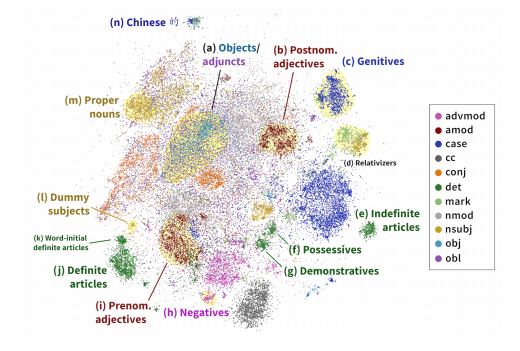 (n) Chinese 的
(a) Objects/
adjuncts
(b) Postnom.
adjectives
(c) Genitives
(m) Proper
nouns
(d) Relativizers
(l) Dummy
subjects
(e) Indefinite
articles
(k) Word-initial
definite articles
(f) Possessives
(j) Definite
articles
(g) Demonstratives
(i) Prenom.
adjectives
(h) Negatives
advmod
amod
case
cc
conj
det
mark
nmod
nsubj
obj
obl